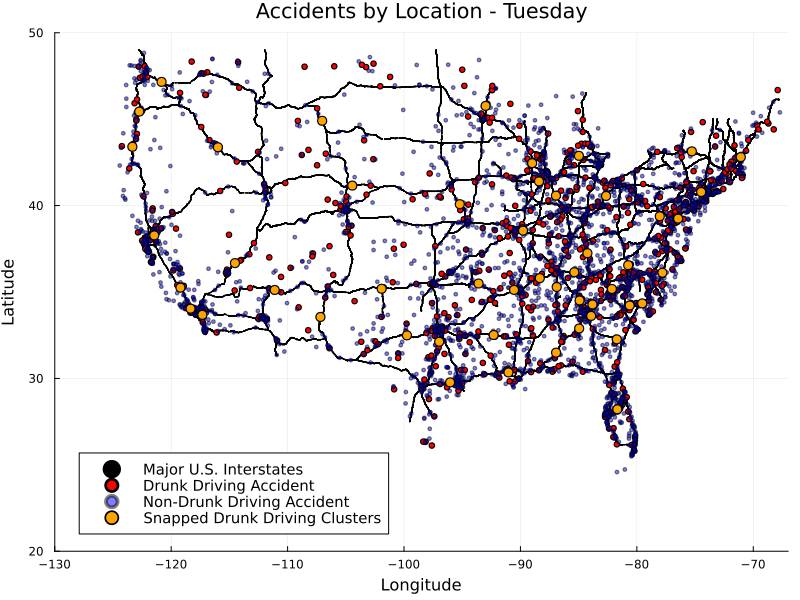 Accidents by Location - Tuesday
50
40
30
20
Latitude
−130
−120
−110
−100
−90
−80
−70
Longitude
Major U.S. Interstates
Drunk Driving Accident
Non-Drunk Driving Accident
Snapped Drunk Driving Clusters